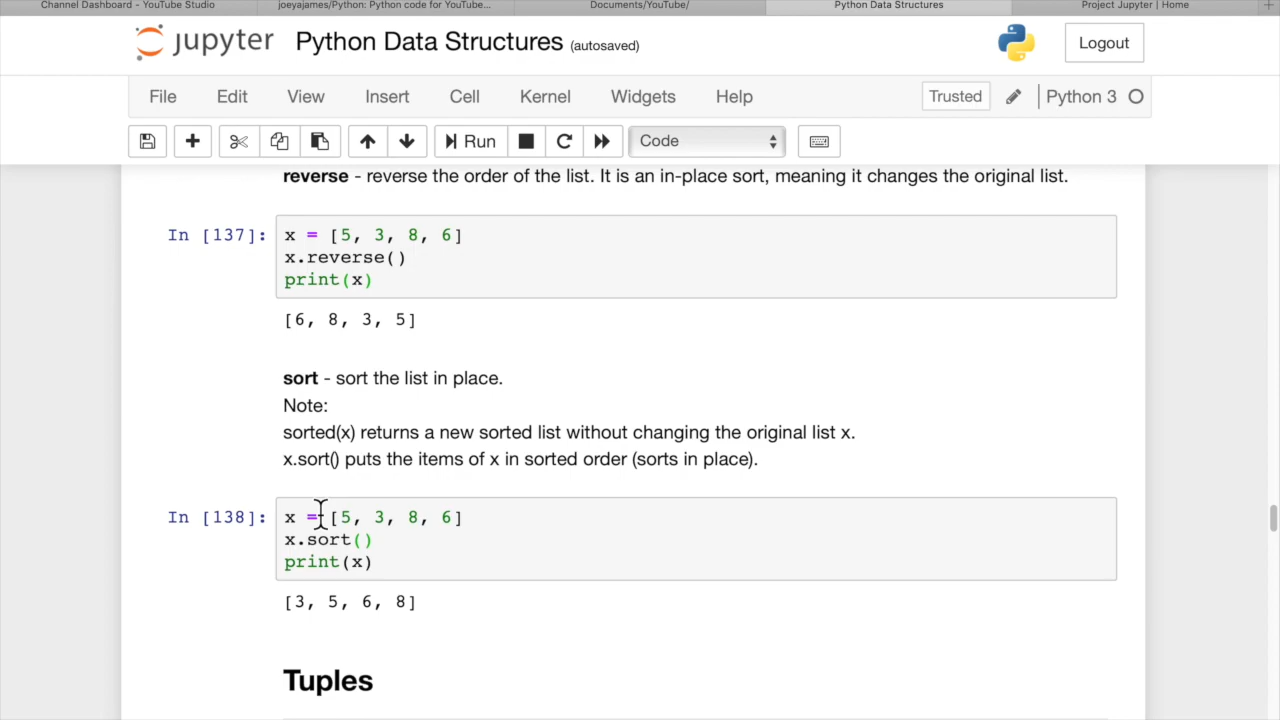 Channel Dashboard - YouTube Studio
joeyajames/Python: Python code for YouTube...
Documents/YouTube/
Python Data Structures
Project Jupyter | Home
jupyter Python Data Structures (autosaved)
Logout
File Edit View Insert Cell Kernel Widgets Help
Trusted
Python 3
Run
Code
reverse - reverse the order of the list. It is an in-place sort, meaning it changes the original list.
In [137]: x = [5, 3, 8, 6]
x.reverse()
print(x)
[6, 8, 3, 5]
sort - sort the list in place.
Note:
sorted(x) returns a new sorted list without changing the original list x.
x.sort() puts the items of x in sorted order (sorts in place).
In [138]: x = [5, 3, 8, 6]
x.sort()
print(x)
[3, 5, 6, 8]
Tuples